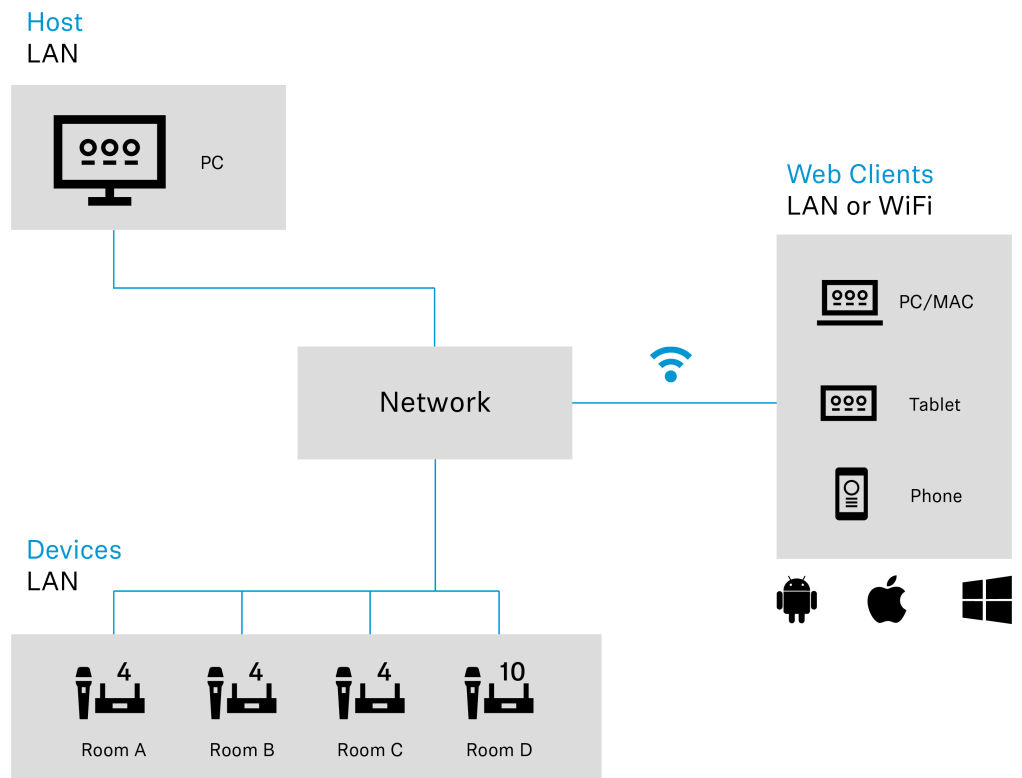 Host
LAN
PC
Web Clients
LAN or WiFi
PC/MAC
Tablet
Phone
Network
Devices
LAN
4 4 4 10
Room A Room B Room C Room D